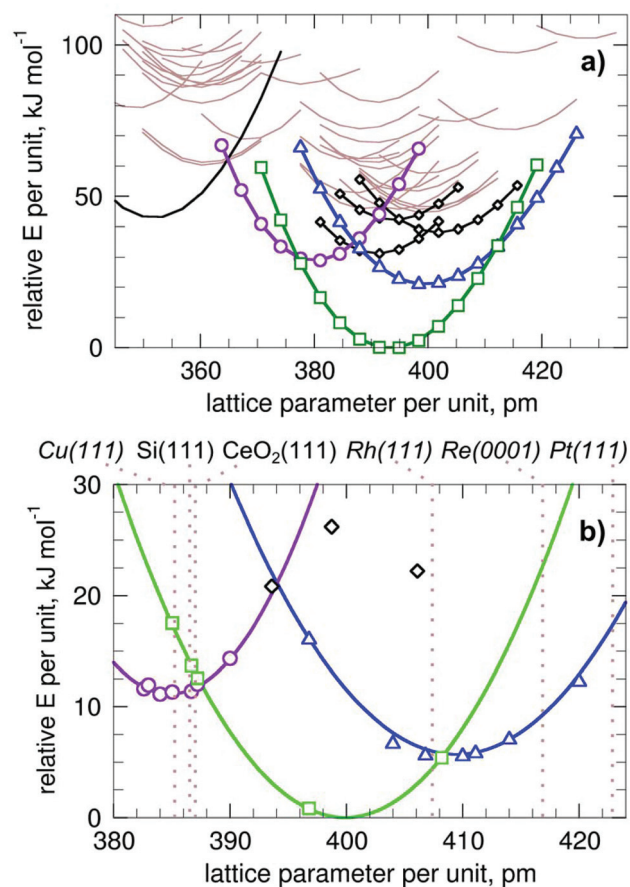 100
a)
50
0
relative E per unit, kJ mol⁻¹
360 380 400 420
lattice parameter per unit, pm
Cu(111) Si(111) CeO₂(111) Rh(111) Re(0001) Pt(111)
30
b)
20
10
0
relative E per unit, kJ mol⁻¹
380 390 400 410 420
lattice parameter per unit, pm